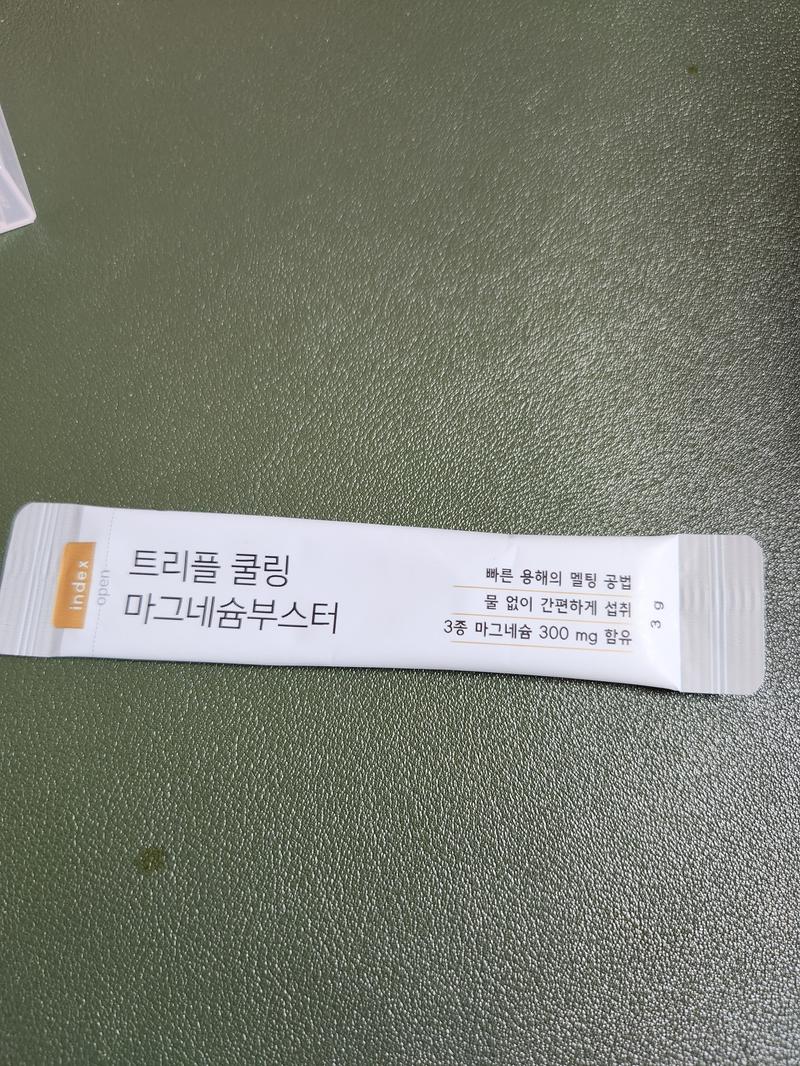 index
open
트리플 쿨링
마그네슘부스터
빠른 용해의 멜팅 공법
물 없이 간편하게 섭취
3종 마그네슘 300 mg 함유
3 g